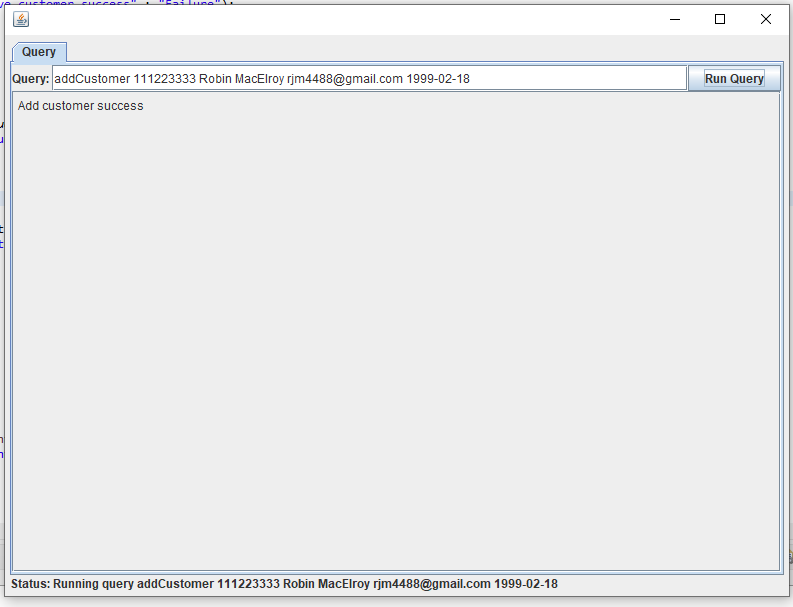 customer success" : "Failure");
Query
Query: addCustomer 111223333 Robin MacElroy rjm4488@gmail.com 1999-02-18 Run Query
Add customer success
Status: Running query addCustomer 111223333 Robin MacElroy rjm4488@gmail.com 1999-02-18